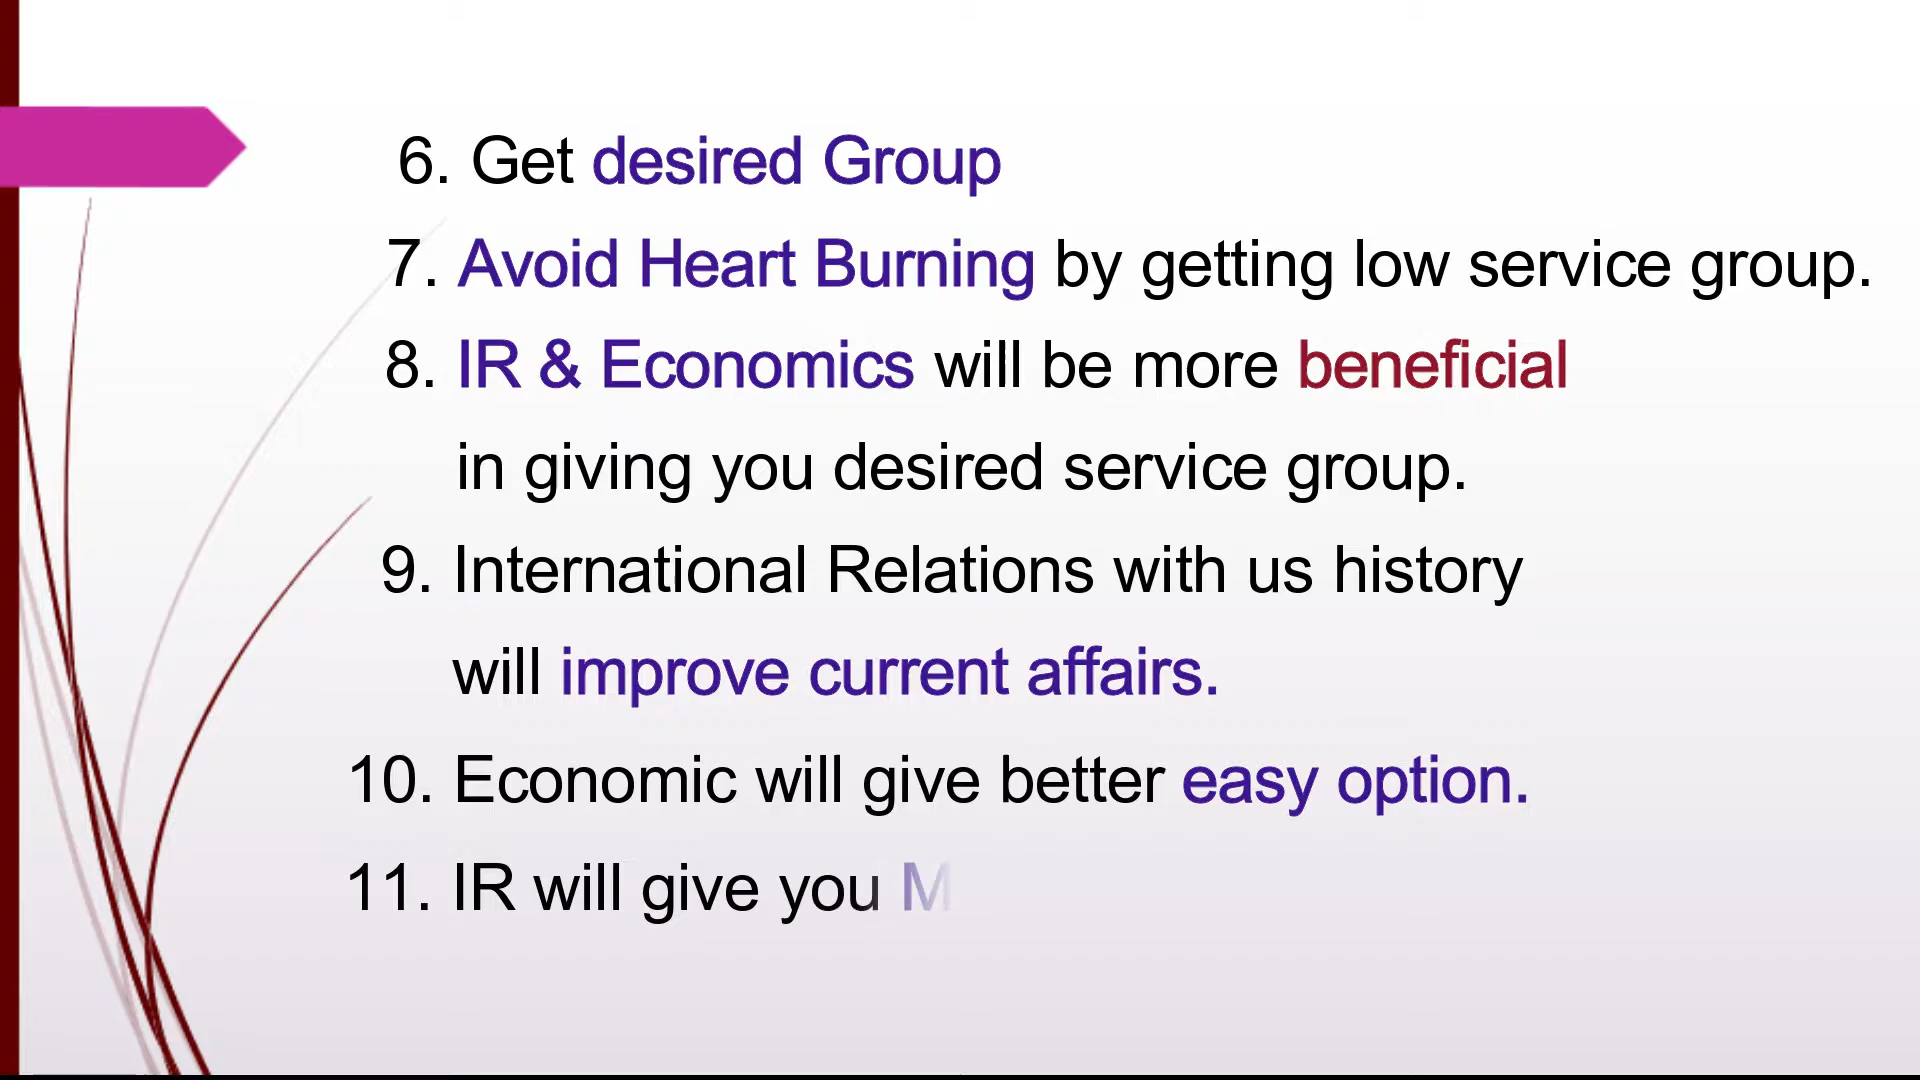 6. Get desired Group
7. Avoid Heart Burning by getting low service group.
8. IR & Economics will be more beneficial
in giving you desired service group.
9. International Relations with us history
will improve current affairs.
10. Economic will give better easy option.
11. IR will give you M